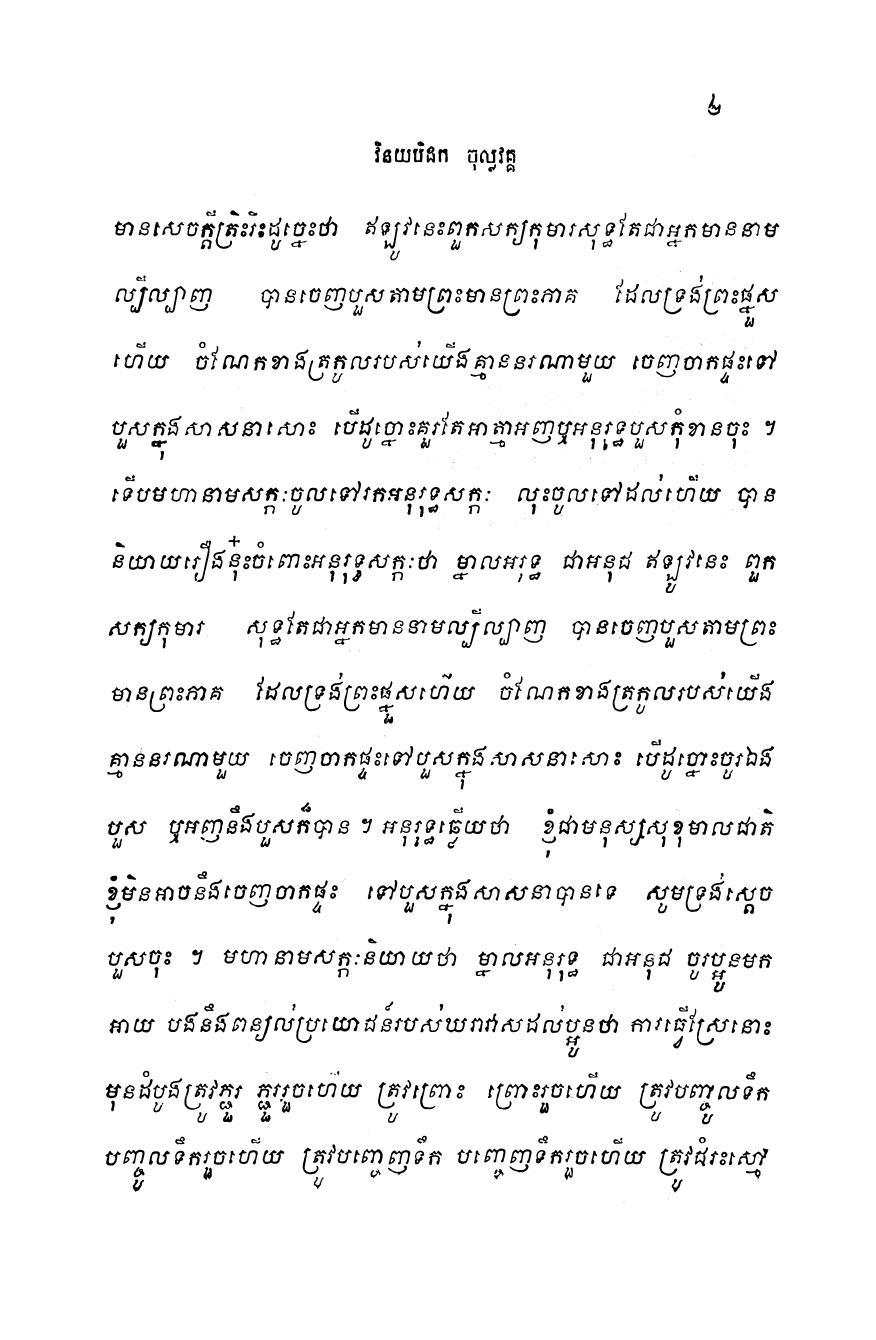 ៤
វិនយបិដក ចុល្លវគ្គ
មានសេចក្តីត្រិះរិះដូច្នេះថា ឥឡូវនេះពួកសក្យកុមារសុទ្ធតែជាអ្នកមាននាម
ល្បីល្បាញ បានចេញបួសតាមព្រះមានព្រះភាគ ដែលទ្រង់ព្រះផ្នួស
ហើយ ចំណែកខាងត្រកូលរបស់យើងគ្មាននរណាមួយ ចេញចាកផ្ទះទៅ
បួសក្នុងសាសនាសោះ បើដូច្នោះគួរតែអាត្មាអញឬអនុរុទ្ធបួសកុំខានចុះ ។
ទើបមហានាមសក្កៈចូលទៅរកអនុរុទ្ធសក្កៈ លុះចូលទៅដល់ហើយ បាន
និយាយរឿងនុ៎ះចំពោះអនុរុទ្ធសក្កៈថា ម្នាលអរុទ្ធ ជាអនុជ ឥឡូវនេះ ពួក
សក្យកុមារ សុទ្ធតែជាអ្នកមាននាមល្បីល្បាញ បានចេញបួសតាមព្រះ
មានព្រះភាគ ដែលទ្រង់ព្រះផ្នួសហើយ ចំណែកខាងត្រកូលរបស់យើង
គ្មាននរណាមួយ ចេញចាកផ្ទះទៅបួសក្នុងសាសនាសោះ បើដូច្នោះចូរឯង
បួស ឬអញនឹងបួសក៏បាន ។ អនុរុទ្ធធ្លើយថា ខ្ញុំជាមនុស្សសុខុមាលជាតិ
ខ្ញុំមិនអាចនឹងចេញចាកផ្ទះ ទៅបួសក្នុងសាសនាបានទេ សូមទ្រង់ស្តេច
បួសចុះ ។ មហានាមសក្កៈនិយាយថា ម្នាលអនុរុទ្ធ ជាអនុជ ចូរប្អូនមក
អាយ បងនឹងពន្យល់ប្រយោជន៍របស់ឃរាវាសដល់ប្អូនថា ការធ្វើស្រែនោះ
មុនដំបូងត្រូវភ្ជួរ ភ្ជួររួចហើយ ត្រូវព្រោះ ព្រោះរួចហើយ ត្រូវបញ្ចូលទឹក
បញ្ចូលទឹករួចហើយ ត្រូវបញ្ចេញទឹក បញ្ចេញទឹករួចហើយ ត្រូវជំរះស្មៅ